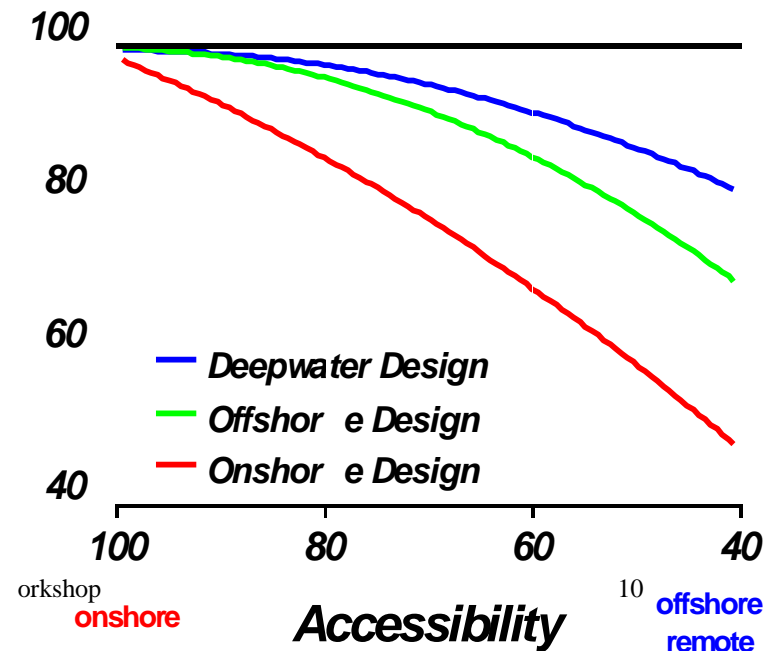 100
80
60
Deepwater Design
Offshor e Design
Onshor e Design
40
100 80 60 40
orkshop 10
onshore Accessibility offshore
remote